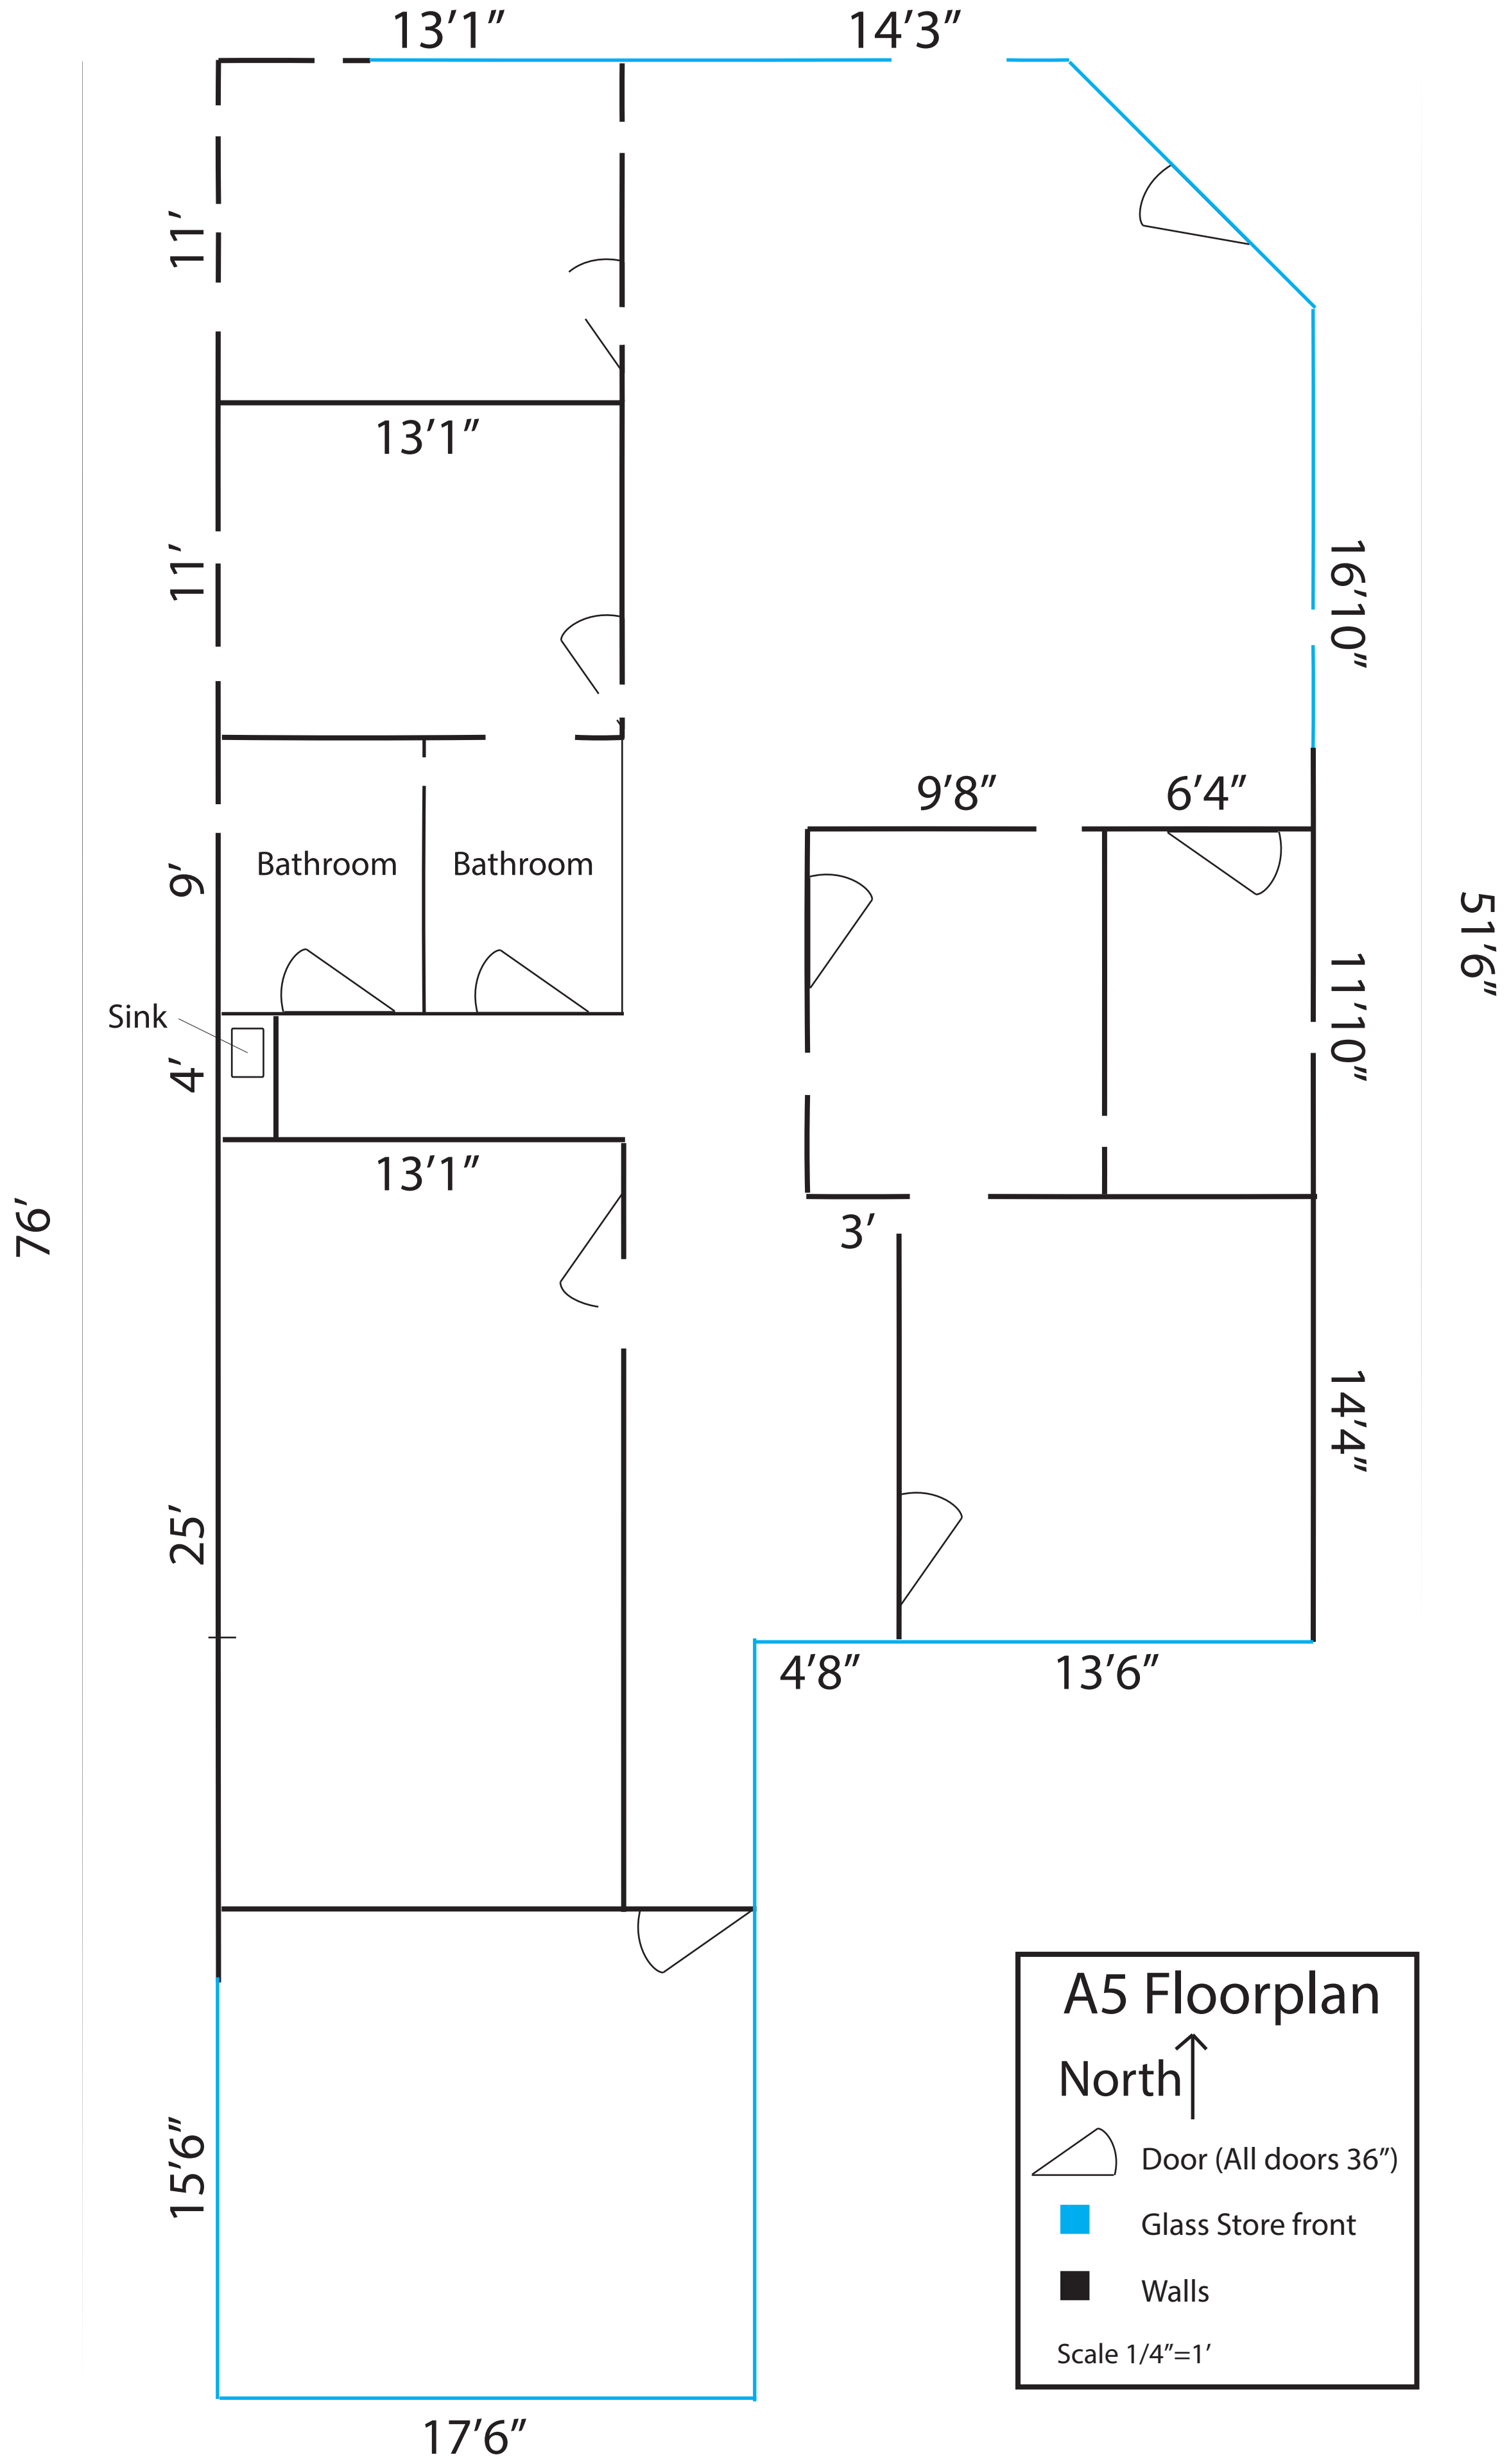 13’1”
14’3”
11’
13’1”
11’
16’10”
9’8”
6’4”
Bathroom
Bathroom
9’
51’6”
11’10”
Sink
4’
13’1”
76’
3’
14’4”
25’
4’8”
13’6”
A5 Floorplan
North
Door (All doors 36”)
15’6”
Glass Store front
Walls
Scale 1/4”=1’
17’6”